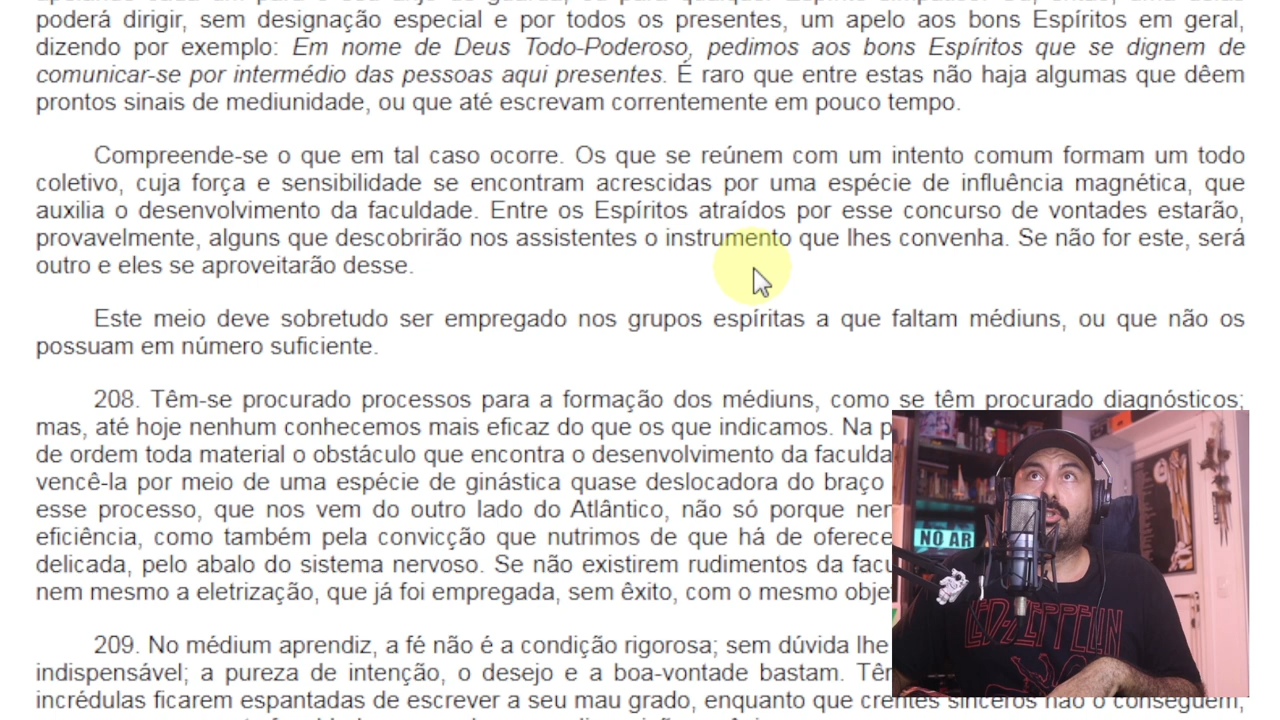 poderá dirigir, sem designação especial e por todos os presentes, um apelo aos bons Espíritos em geral,
dizendo por exemplo: Em nome de Deus Todo-Poderoso, pedimos aos bons Espíritos que se dignem de
comunicar-se por intermédio das pessoas aqui presentes. É raro que entre estas não haja algumas que dêem
prontos sinais de mediunidade, ou que até escrevam correntemente em pouco tempo.
Compreende-se o que em tal caso ocorre. Os que se reúnem com um intento comum formam um todo
coletivo, cuja força e sensibilidade se encontram acrescidas por uma espécie de influência magnética, que
auxilia o desenvolvimento da faculdade. Entre os Espíritos atraídos por esse concurso de vontades estarão,
provavelmente, alguns que descobrirão nos assistentes o instrumento que lhes convenha. Se não for este, será
outro e eles se aproveitarão desse.
Este meio deve sobretudo ser empregado nos grupos espíritas a que faltam médiuns, ou que não os
possuam em número suficiente.
208. Têm-se procurado processos para a formação dos médiuns, como se têm procurado diagnósticos;
mas, até hoje nenhum conhecemos mais eficaz do que os que indicamos. Na
de ordem toda material o obstáculo que encontra o desenvolvimento da
vencê-la por meio de uma espécie de ginástica quase deslocadora do braço
esse processo, que nos vem do outro lado do Atlântico, não só porque
eficiência, como também pela convicção que nutrimos de que há de
delicada, pelo abalo do sistema nervoso. Se não existirem rudimentos da
nem mesmo a eletrização, que já foi empregada, sem êxito, com o mesmo
209. No médium aprendiz, a fé não é a condição rigorosa; sem dúvida lhe
indispensável; a pureza de intenção, o desejo e a boa-vontade bastam.
incrédulas ficarem espantadas de escrever a seu mau grado, enquanto que crentes sinceros não o conseguem,
NO AR
LED ZEPPELIN